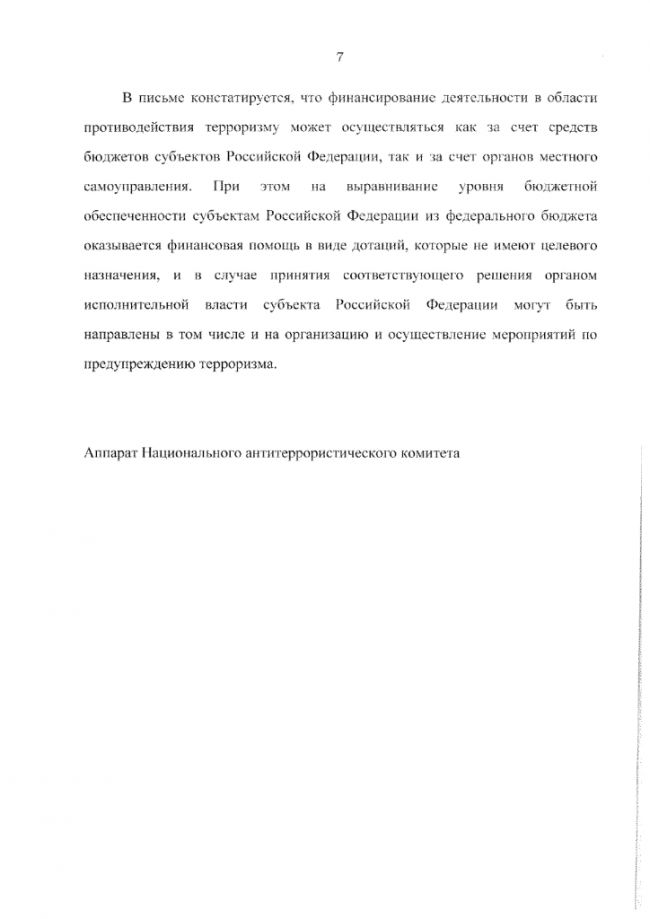 7
В письме констатируется, что финансирование деятельности в области
противодействия терроризму может осуществляться как за счет средств
бюджетов субъектов Российской Федерации, так и за счет органов местного
самоуправления. При этом на выравнивание уровня бюджетной
обеспеченности субъектам Российской Федерации из федерального бюджета
оказывается финансовая помощь в виде дотаций, которые не имеют целевого
назначения, и в случае принятия соответствующего решения органом
исполнительной власти субъекта Российской Федерации могут быть
направлены в том числе и на организацию и осуществление мероприятий по
предупреждению терроризма.
Аппарат Национального антитеррористического комитета